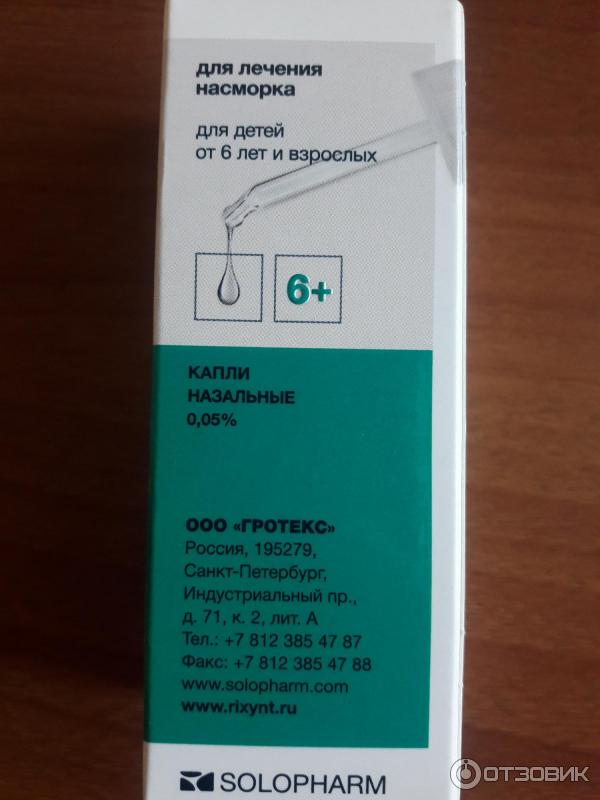 для лечения
насморка
для детей
от 6 лет и взрослых
6+
КАПЛИ
НАЗАЛЬНЫЕ
0,05%
ООО «ГРОТЕКС»
Россия, 195279,
Санкт-Петербург,
Индустриальный пр.,
д. 71, к. 2, лит. А
Тел.: +7 812 385 47 87
Факс: +7 812 385 47 88
www.solopharm.com
www.rixynt.ru
SOLOPHARM
ОТЗОВИК